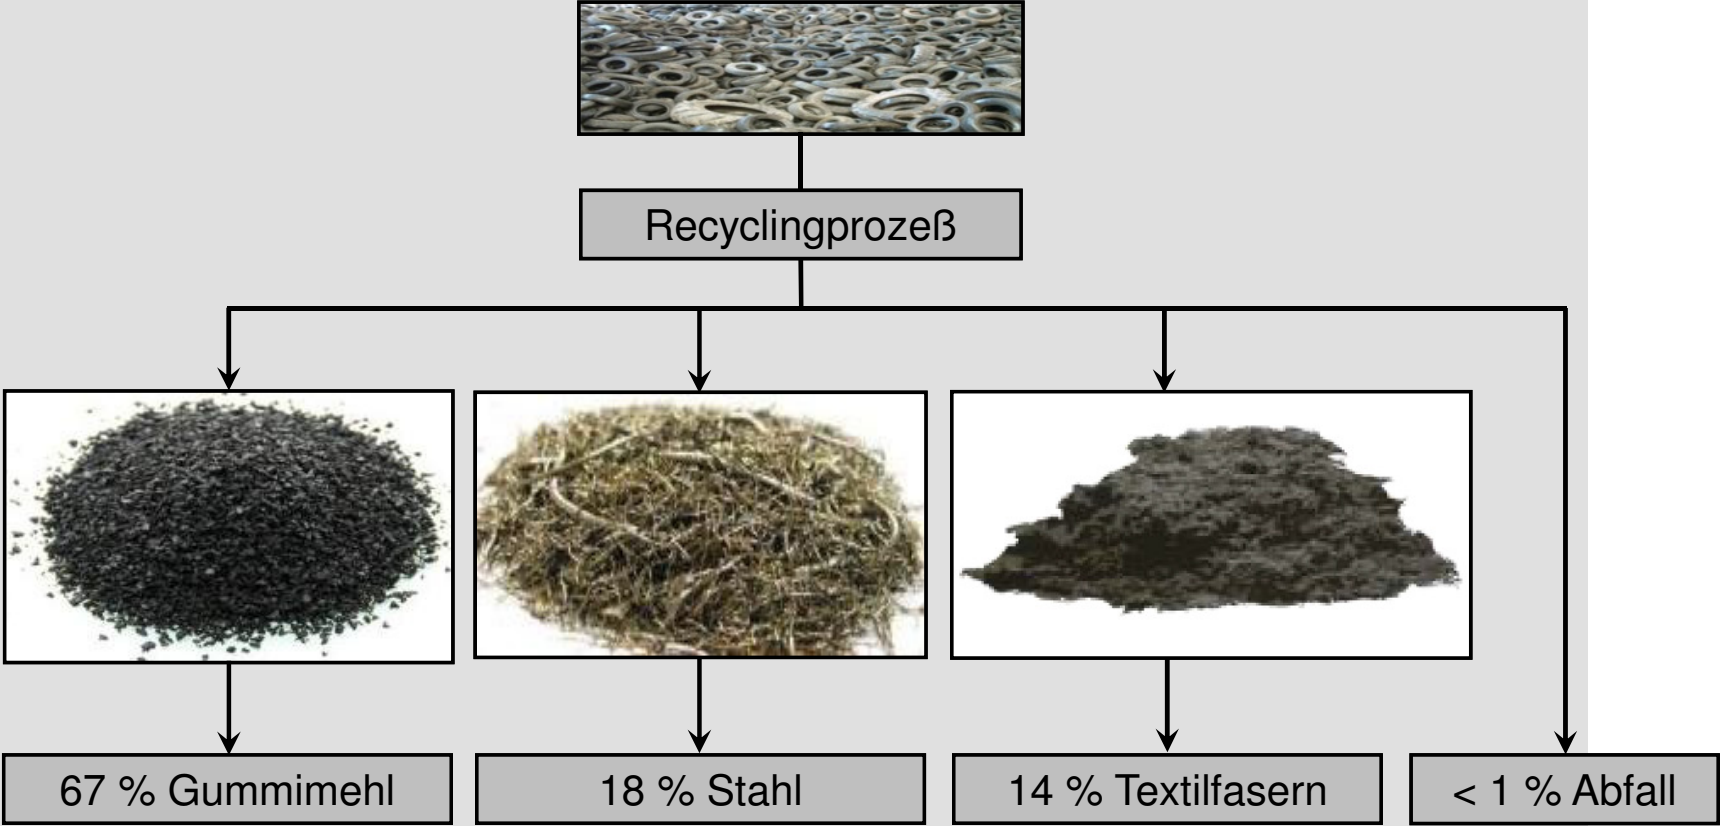 Recyclingprozeß
67 % Gummimehl
18 % Stahl
14 % Textilfasern
< 1 % Abfall